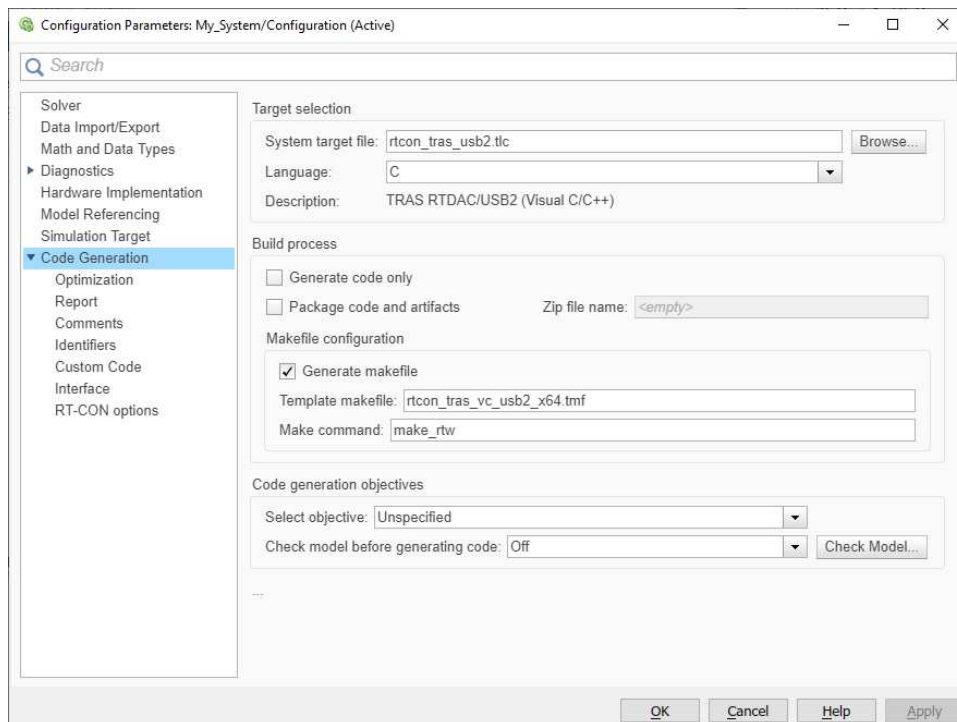 Configuration Parameters: My_System/Configuration (Active)
Search
Solver
Data Import/Export
Math and Data Types
Diagnostics
Hardware Implementation
Model Referencing
Simulation Target
Code Generation
Optimization
Report
Comments
Identifiers
Custom Code
Interface
RT-CON options
Target selection
System target file: rtcon_tras_usb2.tlc Browse...
Language: C
Description: TRAS RTDAC/USB2 (Visual C/C++)
Build process
Generate code only
Package code and artifacts Zip file name: <empty>
Makefile configuration
Generate makefile
Template makefile: rtcon_tras_vc_usb2_x64.tmf
Make command: make_rtw
Code generation objectives
Select objective: Unspecified
Check model before generating code: Off Check Model...
...
OK Cancel Help Apply